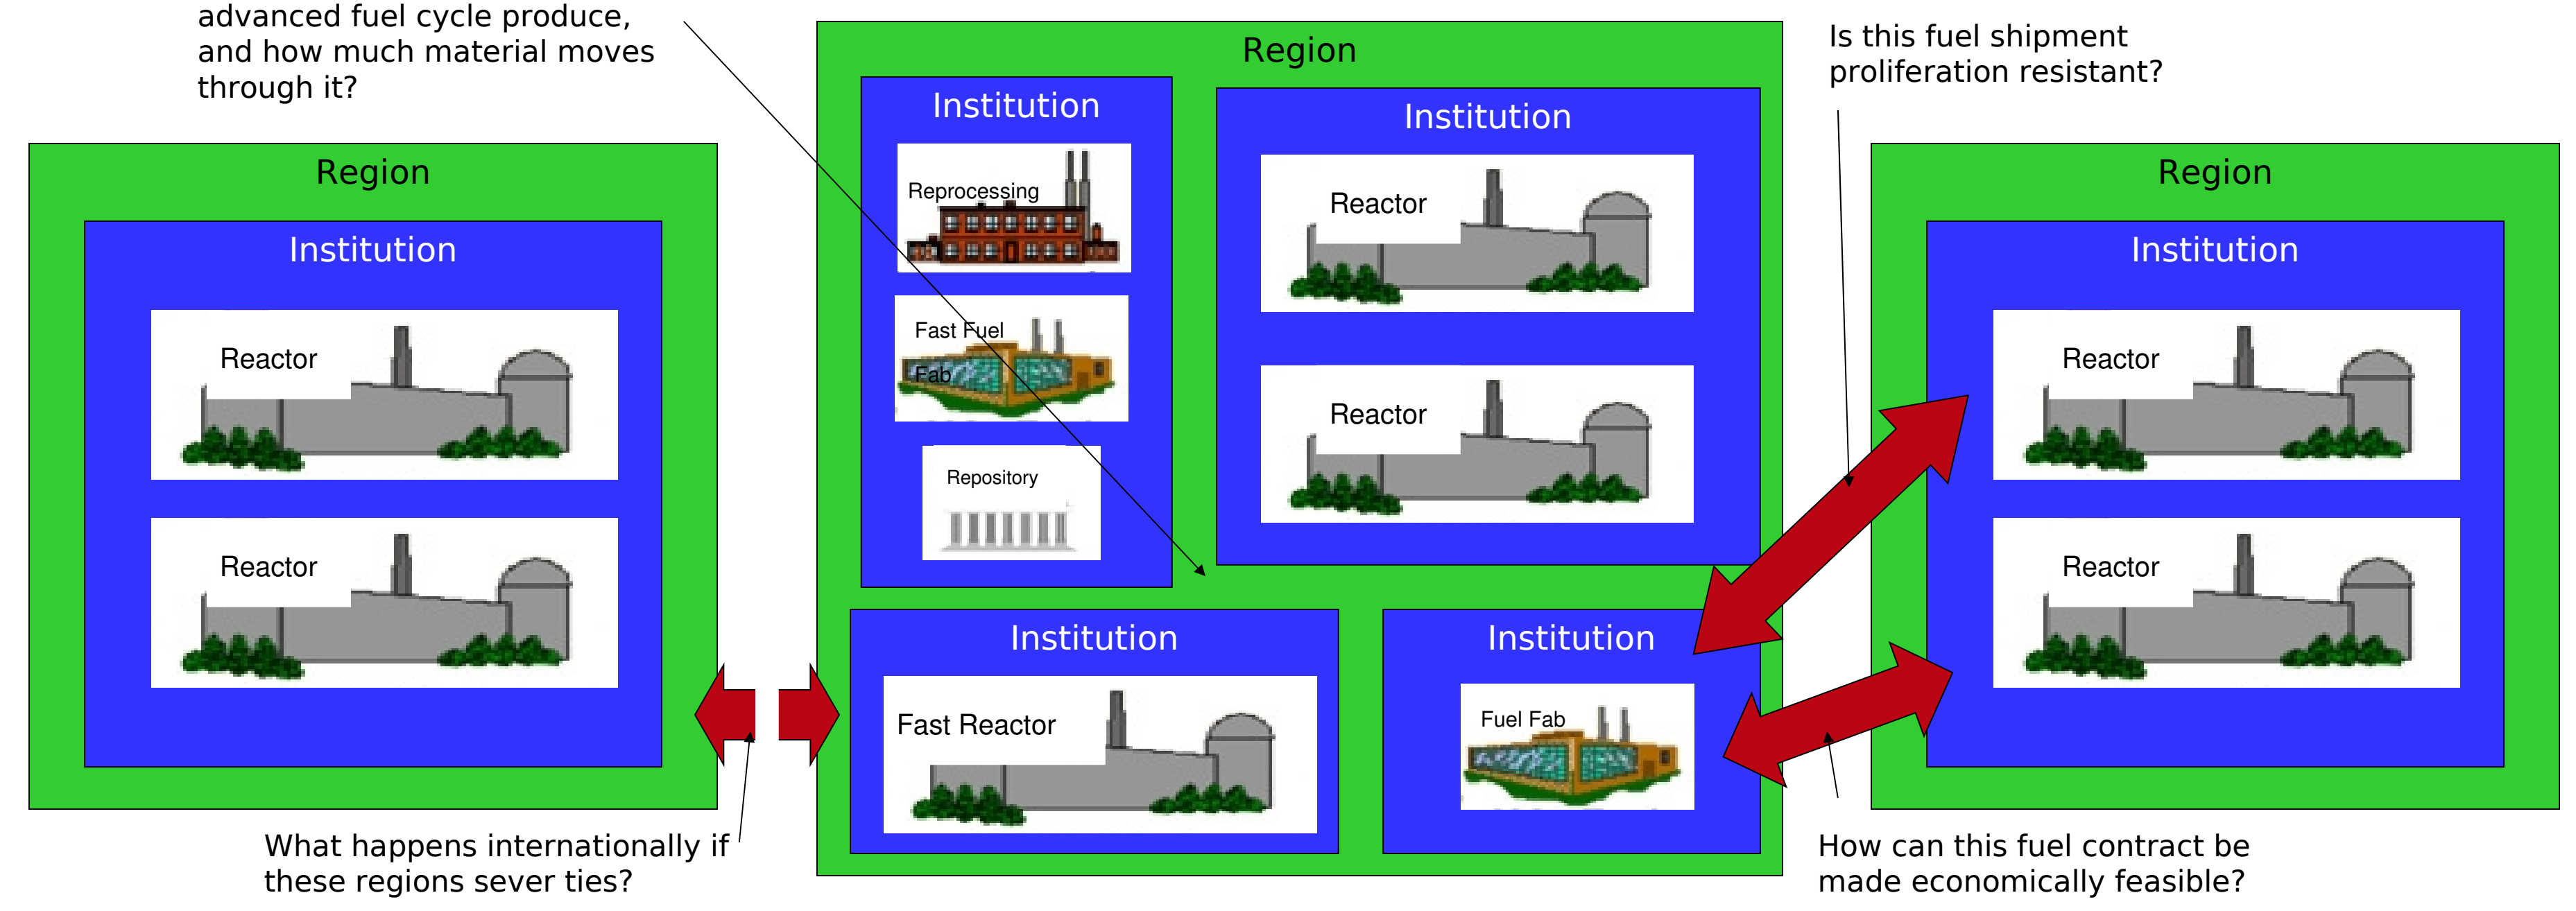 advanced fuel cycle produce,
and how much material moves
through it?
Region
Institution
Reactor
Reactor
What happens internationally if
these regions sever ties?
Region
Institution
Reprocessing
Fast Fuel
Fab
Repository
Institution
Reactor
Reactor
Institution
Fast Reactor
Institution
Fuel Fab
Is this fuel shipment
proliferation resistant?
Region
Institution
Reactor
Reactor
How can this fuel contract be
made economically feasible?